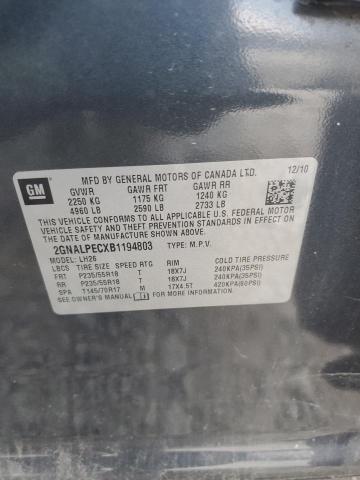 GM
MFD BY GENERAL MOTORS OF CANADA LTD.
12/10
GVWR GAWR FRT GAWR RR
2250 KG 1175 KG 1240 KG
4960 LB 2590 LB 2733 LB
THIS VEHICLE CONFORMS TO ALL APPLICABLE U.S. FEDERAL
MOTOR VEHICLE SAFETY, BUMPER, AND THEFT PREVENTION
STANDARDS IN EFFECT ON THE DATE OF MANUFACTURE SHOWN ABOVE.
2GNALPECXB1194803 TYPE: M.P.V.
MODEL: LH26
LBCS TIRE SIZE SPEED RTG RIM COLD TIRE PRESSURE
FRT P235/55R18 T 18X7J 240KPA(35PSI)
RR P235/55R18 T 18X7J 240KPA(35PSI)
SPA T145/70R17 M 17X4.5T 420KPA(60PSI)
SEE OWNER'S MANUAL FOR MORE INFORMATION.